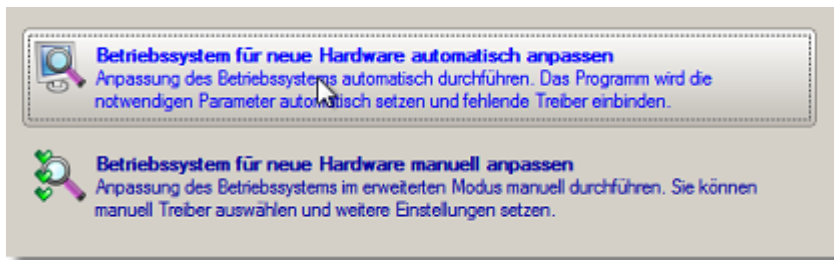 Betriebssystem für neue Hardware automatisch anpassen
Anpassung des Betriebssystems automatisch durchführen. Das Programm wird die
notwendigen Parameter automatisch setzen und fehlende Treiber einbinden.
Betriebssystem für neue Hardware manuell anpassen
Anpassung des Betriebssystems im erweiterten Modus manuell durchführen. Sie können
manuell Treiber auswählen und weitere Einstellungen setzen.